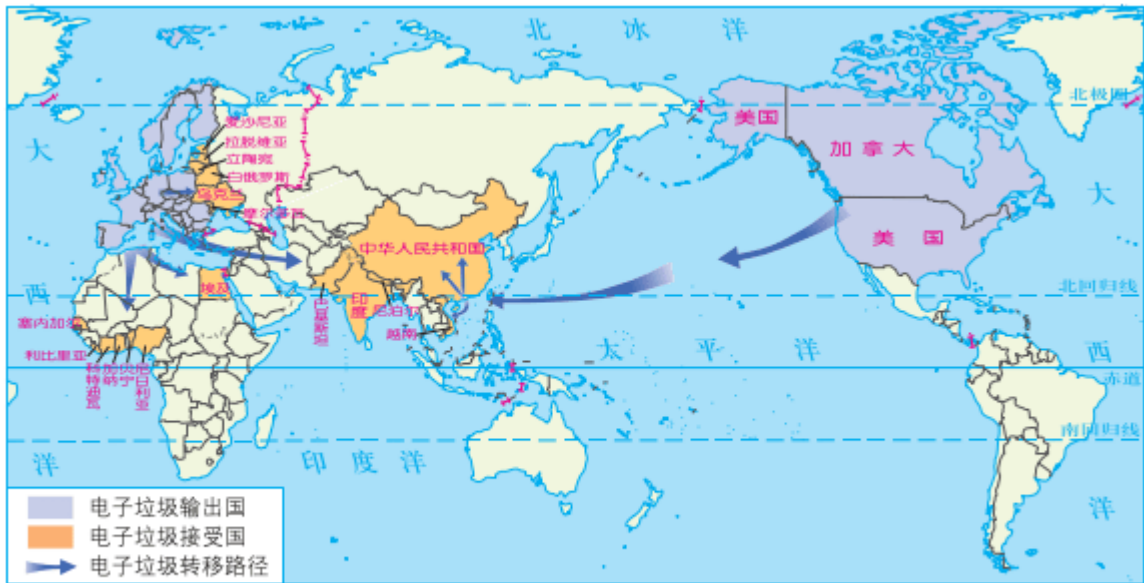 北冰洋
北极圈
爱沙尼亚
拉脱维亚
立陶宛
白俄罗斯
乌克兰
摩尔多瓦
美国
加拿大
大
大
中华人民共和国
美国
西
埃及
巴基斯坦
印度
尼泊尔
越南
北回归线
塞内加尔
利比里亚
科特迪瓦
加纳
贝宁
尼日利亚
太平洋
西
赤道
南回归线
洋
印度洋
洋
电子垃圾输出国
电子垃圾接受国
电子垃圾转移路径